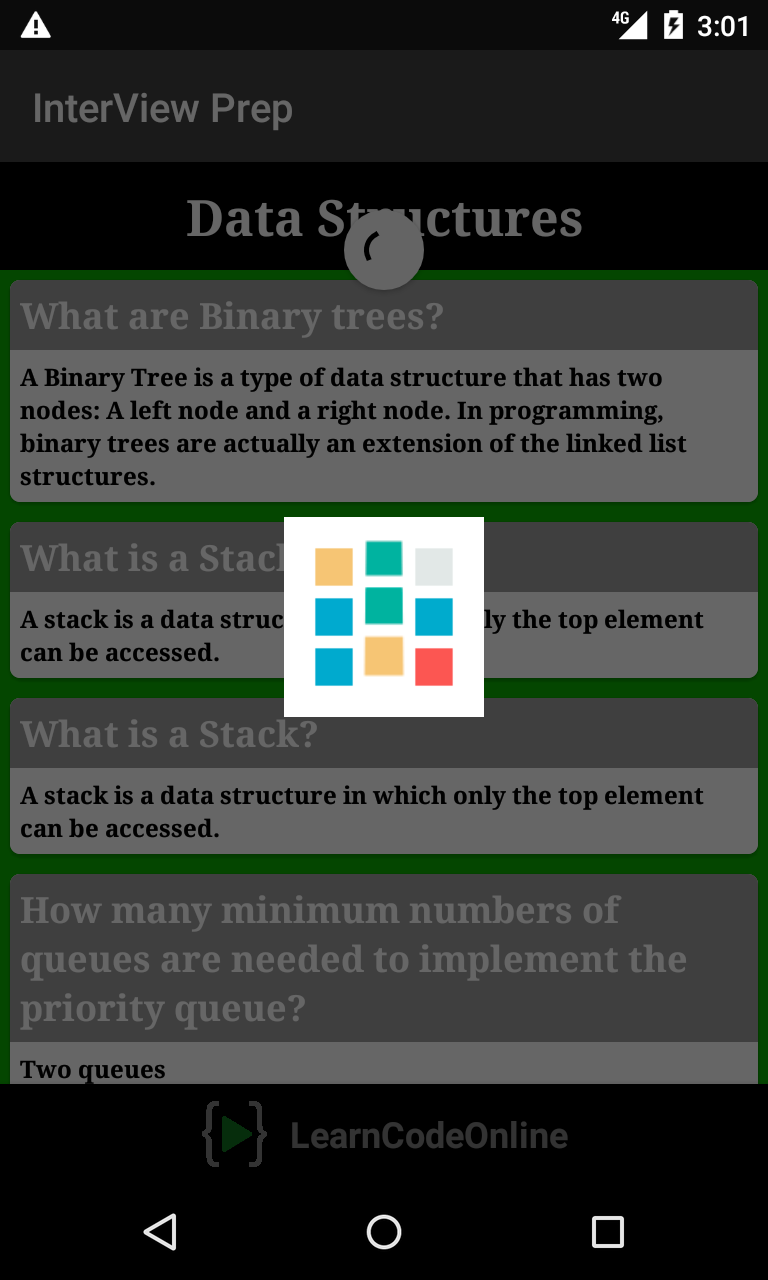 4G 3:01
InterView Prep
Data Structures
What are Binary trees?
A Binary Tree is a type of data structure that has two
nodes: A left node and a right node. In programming,
binary trees are actually an extension of the linked list
structures.
What is a Stack
A stack is a data struc ly the top element
can be accessed.
What is a Stack?
A stack is a data structure in which only the top element
can be accessed.
How many minimum numbers of
queues are needed to implement the
priority queue?
Two queues
LearnCodeOnline